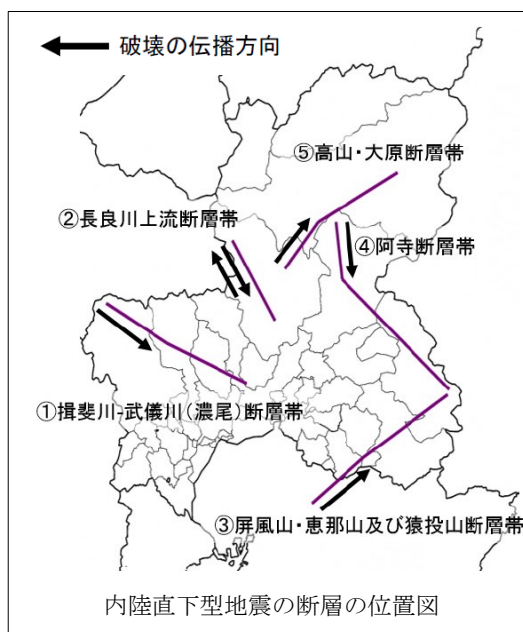 破壊の伝播方向
⑤高山・大原断層帯
②長良川上流断層帯
④阿寺断層帯
①揖斐川-武儀川(濃尾)断層帯
③屏風山・恵那山及び猿投山断層帯
内陸直下型地震の断層の位置図